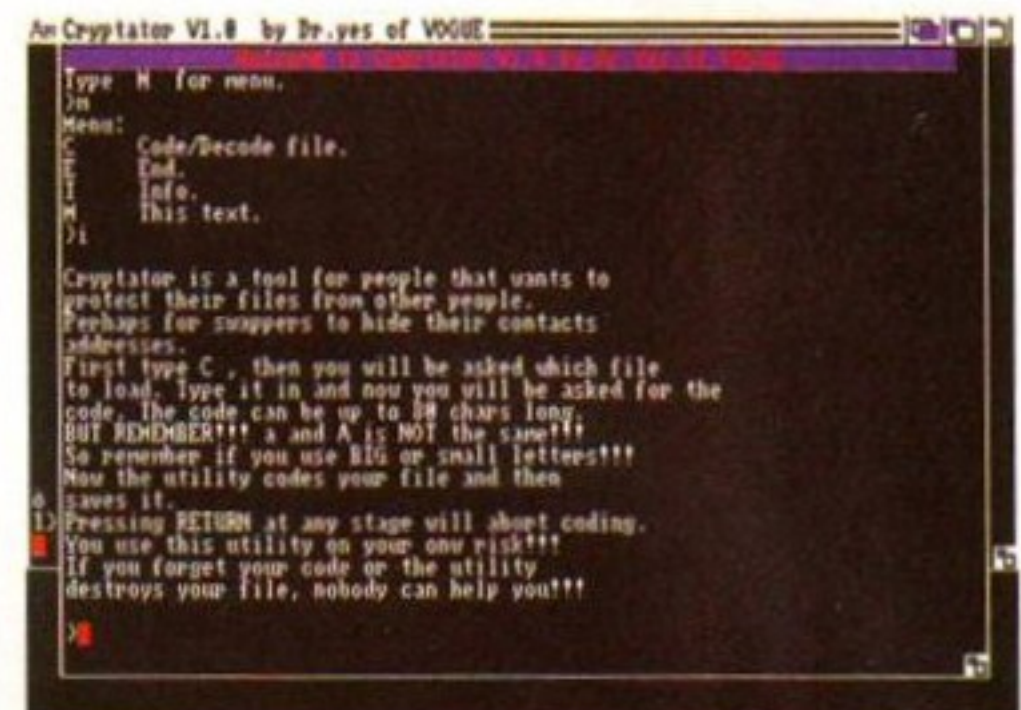 Am Cryptator V1.0 by Dr.yes of VOGUE
Type M for menu.
>m
Menu:
C Code/Decode file.
E End.
I Info.
M This text.
>i
Cryptator is a tool for people that wants to
protect their files from other people.
Perhaps for swappers to hide their contacts
addresses.
First type C , then you will be asked which file
to load. Type it in and now you will be asked for the
code. The code can be up to 80 chars long.
BUT REMEMBER!!! a and A is NOT the same!!!
So remember if you use BIG or small letters!!!
Now the utility codes your file and then
saves it.
1> Pressing RETURN at any stage will abort coding.
You use this utility on your onw risk!!!
If you forget your code or the utility
destroys your file, nobody can help you!!!
>